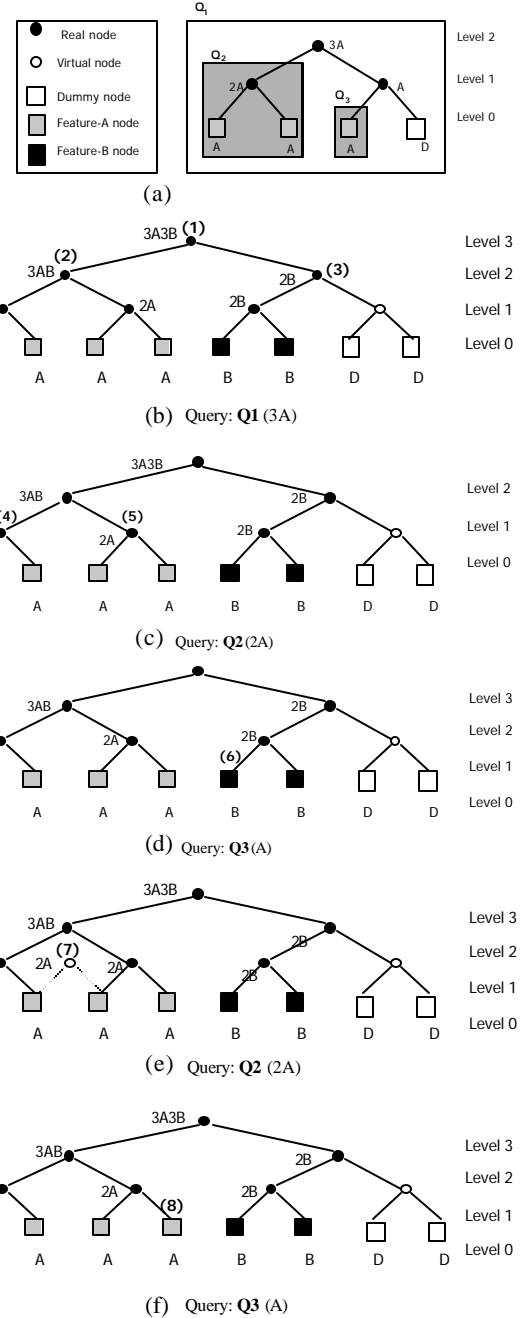 Q1
Real node
Virtual node
Dummy node
Feature-A node
Feature-B node
3A
Level 2
Q2
2A
A
Level 1
Q3
Level 0
A
A
A
D
(a)
3A3B
(1)
Level 3
(2)
3AB
2B
(3)
Level 2
2A
2B
Level 1
Level 0
A
A
A
B
B
D
D
(b) Query: Q1 (3A)
3A3B
3AB
2B
Level 2
(4)
(5)
2A
2B
Level 1
Level 0
A
A
A
B
B
D
D
(c) Query: Q2 (2A)
3AB
2B
Level 3
2A
2B
Level 2
(6)
Level 1
A
A
A
B
B
D
D
Level 0
(d) Query: Q3 (A)
3A3B
3AB
Level 3
(7)
2B
Level 2
2A
2A
2B
Level 1
A
A
A
B
B
D
D
Level 0
(e) Query: Q2 (2A)
3A3B
3AB
2B
Level 3
2A
2B
Level 2
(8)
Level 1
A
A
A
B
B
D
D
Level 0
(f) Query: Q3 (A)